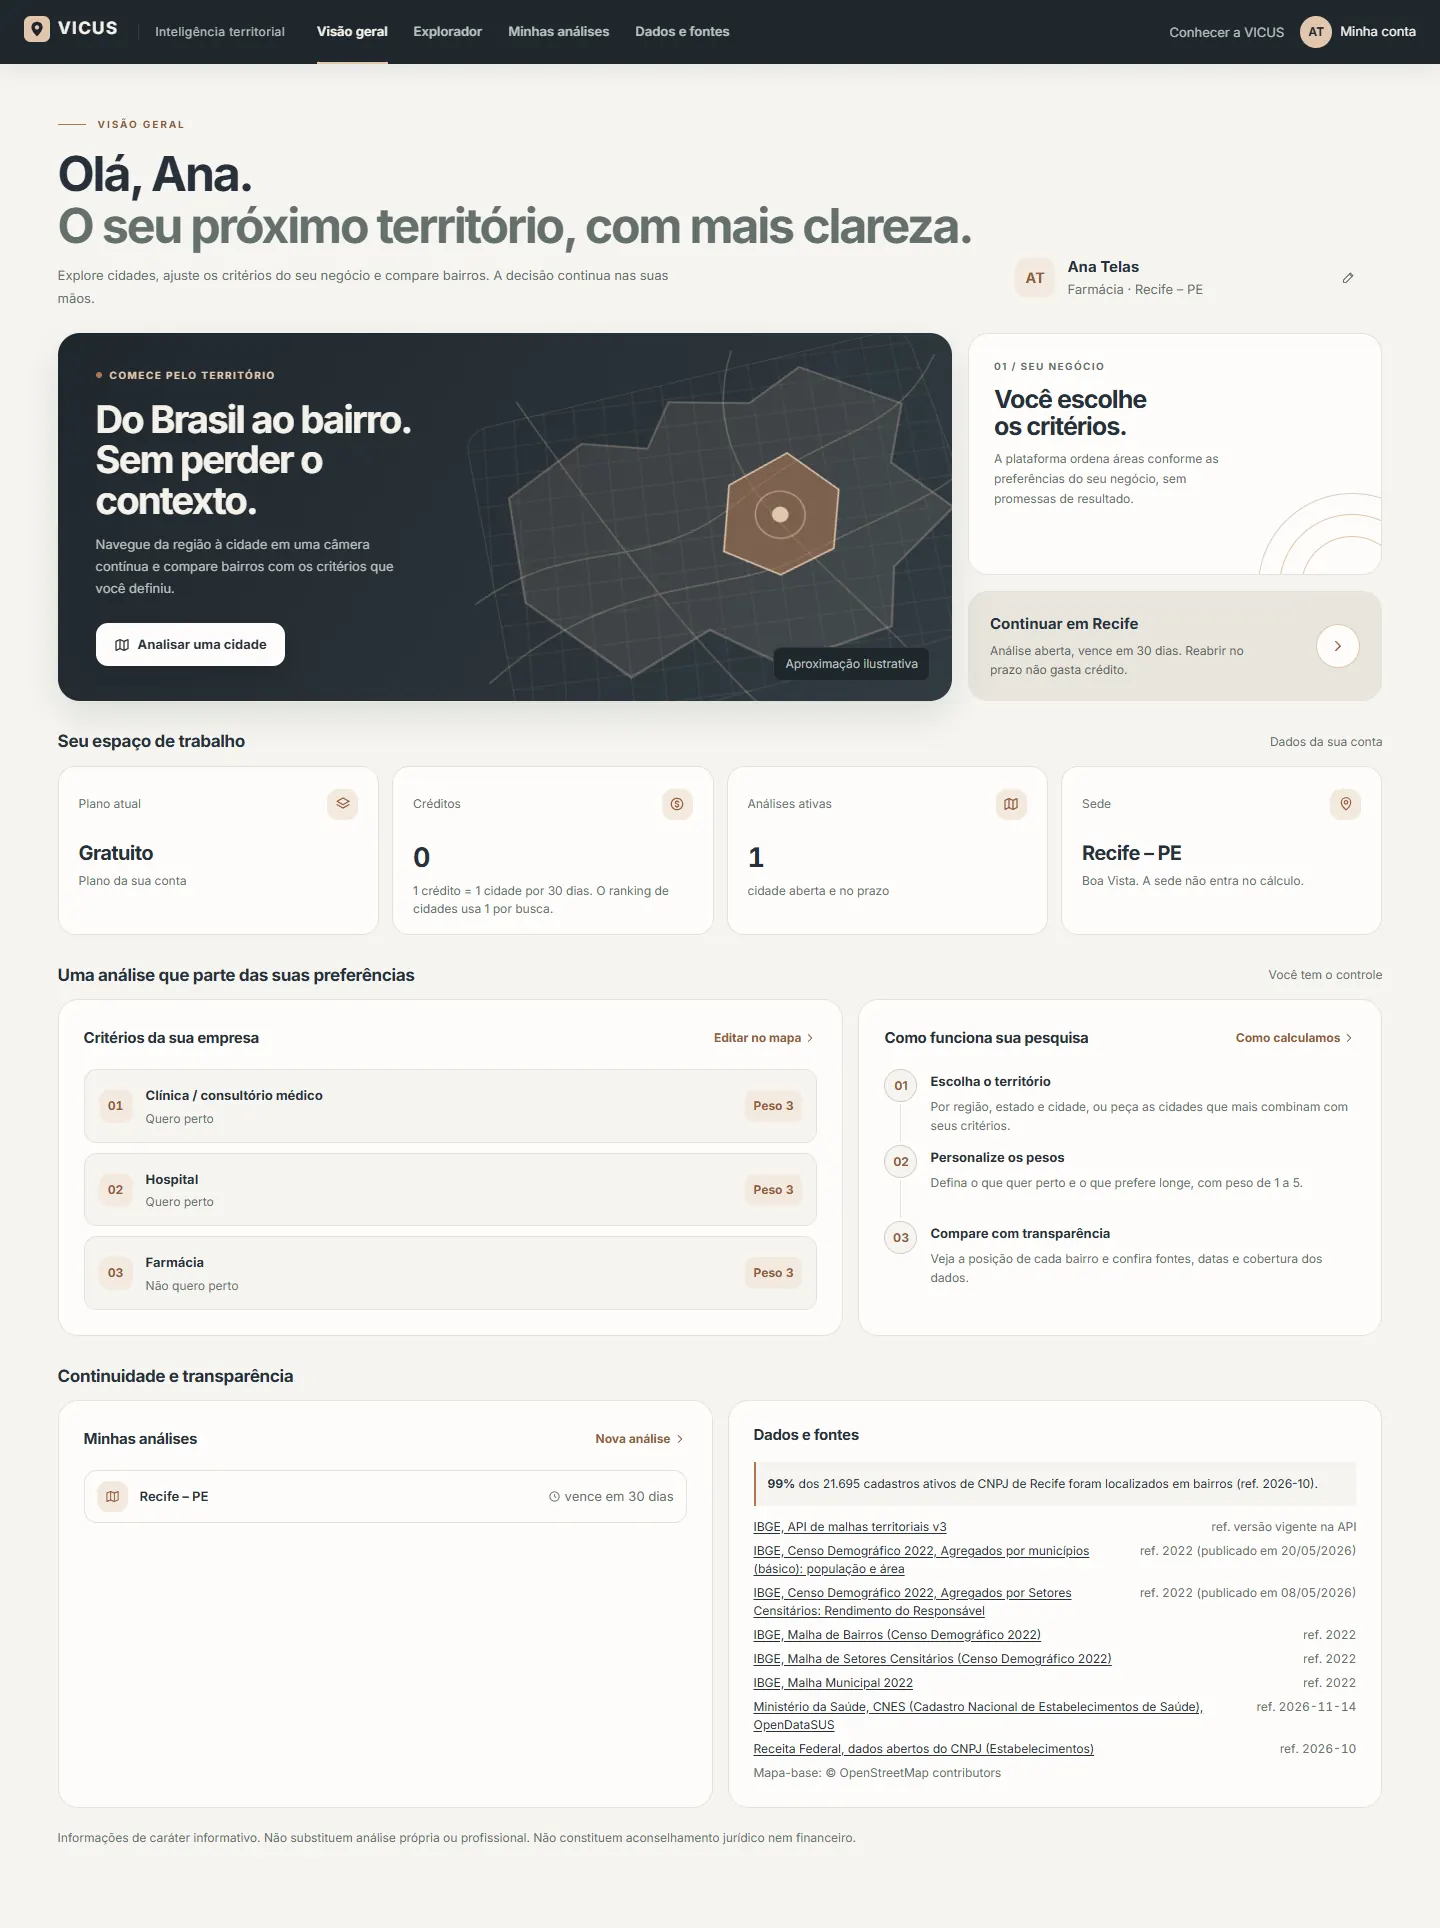 VICUS
Inteligência territorial
Visão geral
Explorador
Minhas análises
Dados e fontes
Conhecer a VICUS
AT
Minha conta
VISÃO GERAL
Olá, Ana.
O seu próximo território, com mais clareza.
Explore cidades, ajuste os critérios do seu negócio e compare bairros. A decisão continua nas suas
mãos.
AT
Ana Telas
Farmácia · Recife – PE
COMECE PELO TERRITÓRIO
Do Brasil ao bairro.
Sem perder o
contexto.
Navegue da região à cidade em uma câmera
contínua e compare bairros com os critérios que
você definiu.
Analisar uma cidade
Aproximação ilustrativa
01 / SEU NEGÓCIO
Você escolhe
os critérios.
A plataforma ordena áreas conforme as
preferências do seu negócio, sem
promessas de resultado.
Continuar em Recife
Análise aberta, vence em 30 dias. Reabrir no
prazo não gasta crédito.
Seu espaço de trabalho
Dados da sua conta
Plano atual
Gratuito
Plano da sua conta
Créditos
0
1 crédito = 1 cidade por 30 dias. O ranking de
cidades usa 1 por busca.
Análises ativas
1
cidade aberta e no prazo
Sede
Recife – PE
Boa Vista. A sede não entra no cálculo.
Uma análise que parte das suas preferências
Você tem o controle
Critérios da sua empresa
Editar no mapa
01
Clínica / consultório médico
Quero perto
Peso 3
02
Hospital
Quero perto
Peso 3
03
Farmácia
Não quero perto
Peso 3
Como funciona sua pesquisa
Como calculamos
01
Escolha o território
Por região, estado e cidade, ou peça as cidades que mais combinam com
seus critérios.
02
Personalize os pesos
Defina o que quer perto e o que prefere longe, com peso de 1 a 5.
03
Compare com transparência
Veja a posição de cada bairro e confira fontes, datas e cobertura dos
dados.
Continuidade e transparência
Minhas análises
Nova análise
Recife – PE
vence em 30 dias
Dados e fontes
99% dos 21.695 cadastros ativos de CNPJ de Recife foram localizados em bairros (ref. 2026-10).
IBGE, API de malhas territoriais v3
ref. versão vigente na API
IBGE, Censo Demográfico 2022, Agregados por municípios
(básico): população e área
ref. 2022 (publicado em 20/05/2026)
IBGE, Censo Demográfico 2022, Agregados por Setores
Censitários: Rendimento do Responsável
ref. 2022 (publicado em 08/05/2026)
IBGE, Malha de Bairros (Censo Demográfico 2022)
ref. 2022
IBGE, Malha de Setores Censitários (Censo Demográfico 2022)
ref. 2022
IBGE, Malha Municipal 2022
ref. 2022
Ministério da Saúde, CNES (Cadastro Nacional de Estabelecimentos de Saúde),
OpenDataSUS
ref. 2026-11-14
Receita Federal, dados abertos do CNPJ (Estabelecimentos)
ref. 2026-10
Mapa-base: © OpenStreetMap contributors
Informações de caráter informativo. Não substituem análise própria ou profissional. Não constituem aconselhamento jurídico nem financeiro.